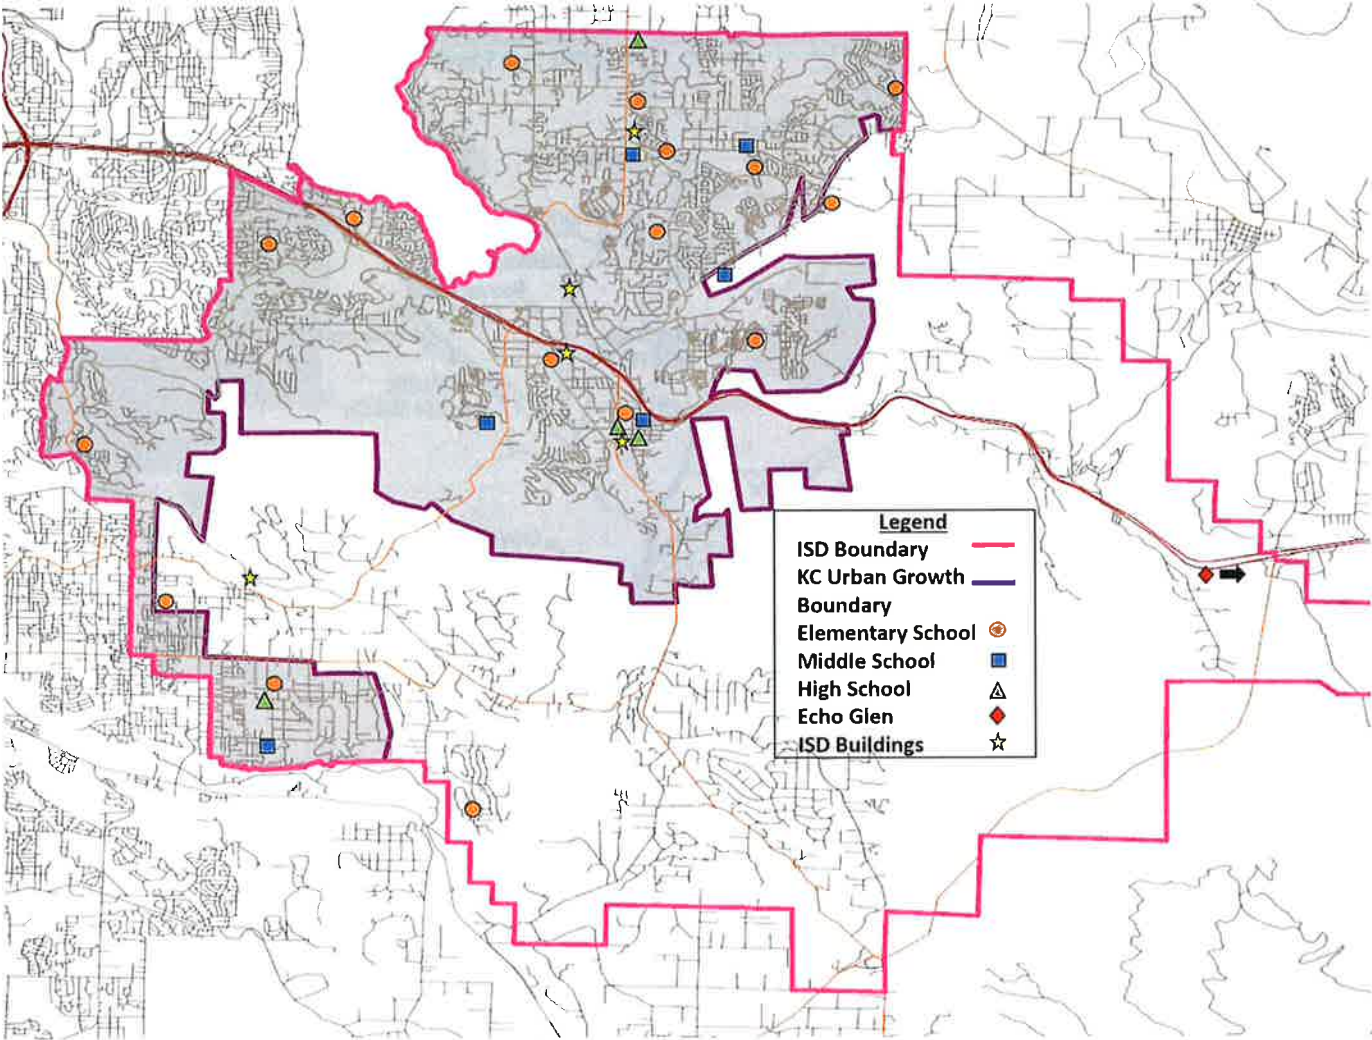 Legend
ISD Boundary
KC Urban Growth
Boundary
Elementary School
Middle School
High School
Echo Glen
ISD Buildings